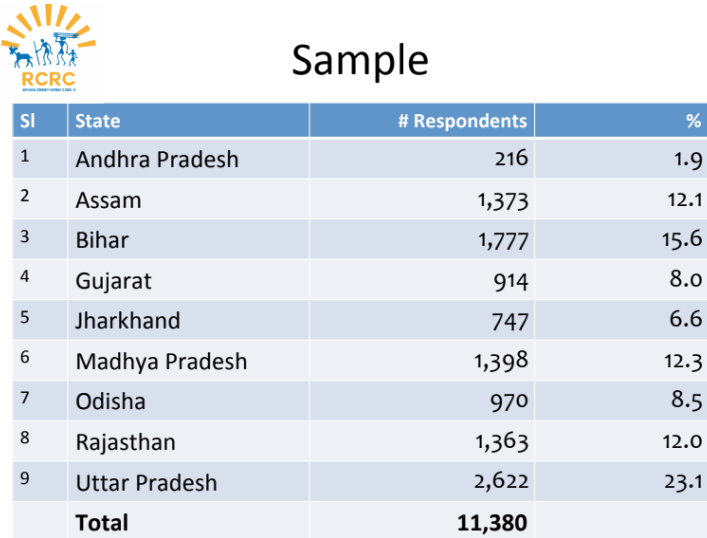 RCRC
Sample
Sl State # Respondents %
1 Andhra Pradesh 216 1.9
2 Assam 1,373 12.1
3 Bihar 1,777 15.6
4 Gujarat 914 8.0
5 Jharkhand 747 6.6
6 Madhya Pradesh 1,398 12.3
7 Odisha 970 8.5
8 Rajasthan 1,363 12.0
9 Uttar Pradesh 2,622 23.1
Total 11,380